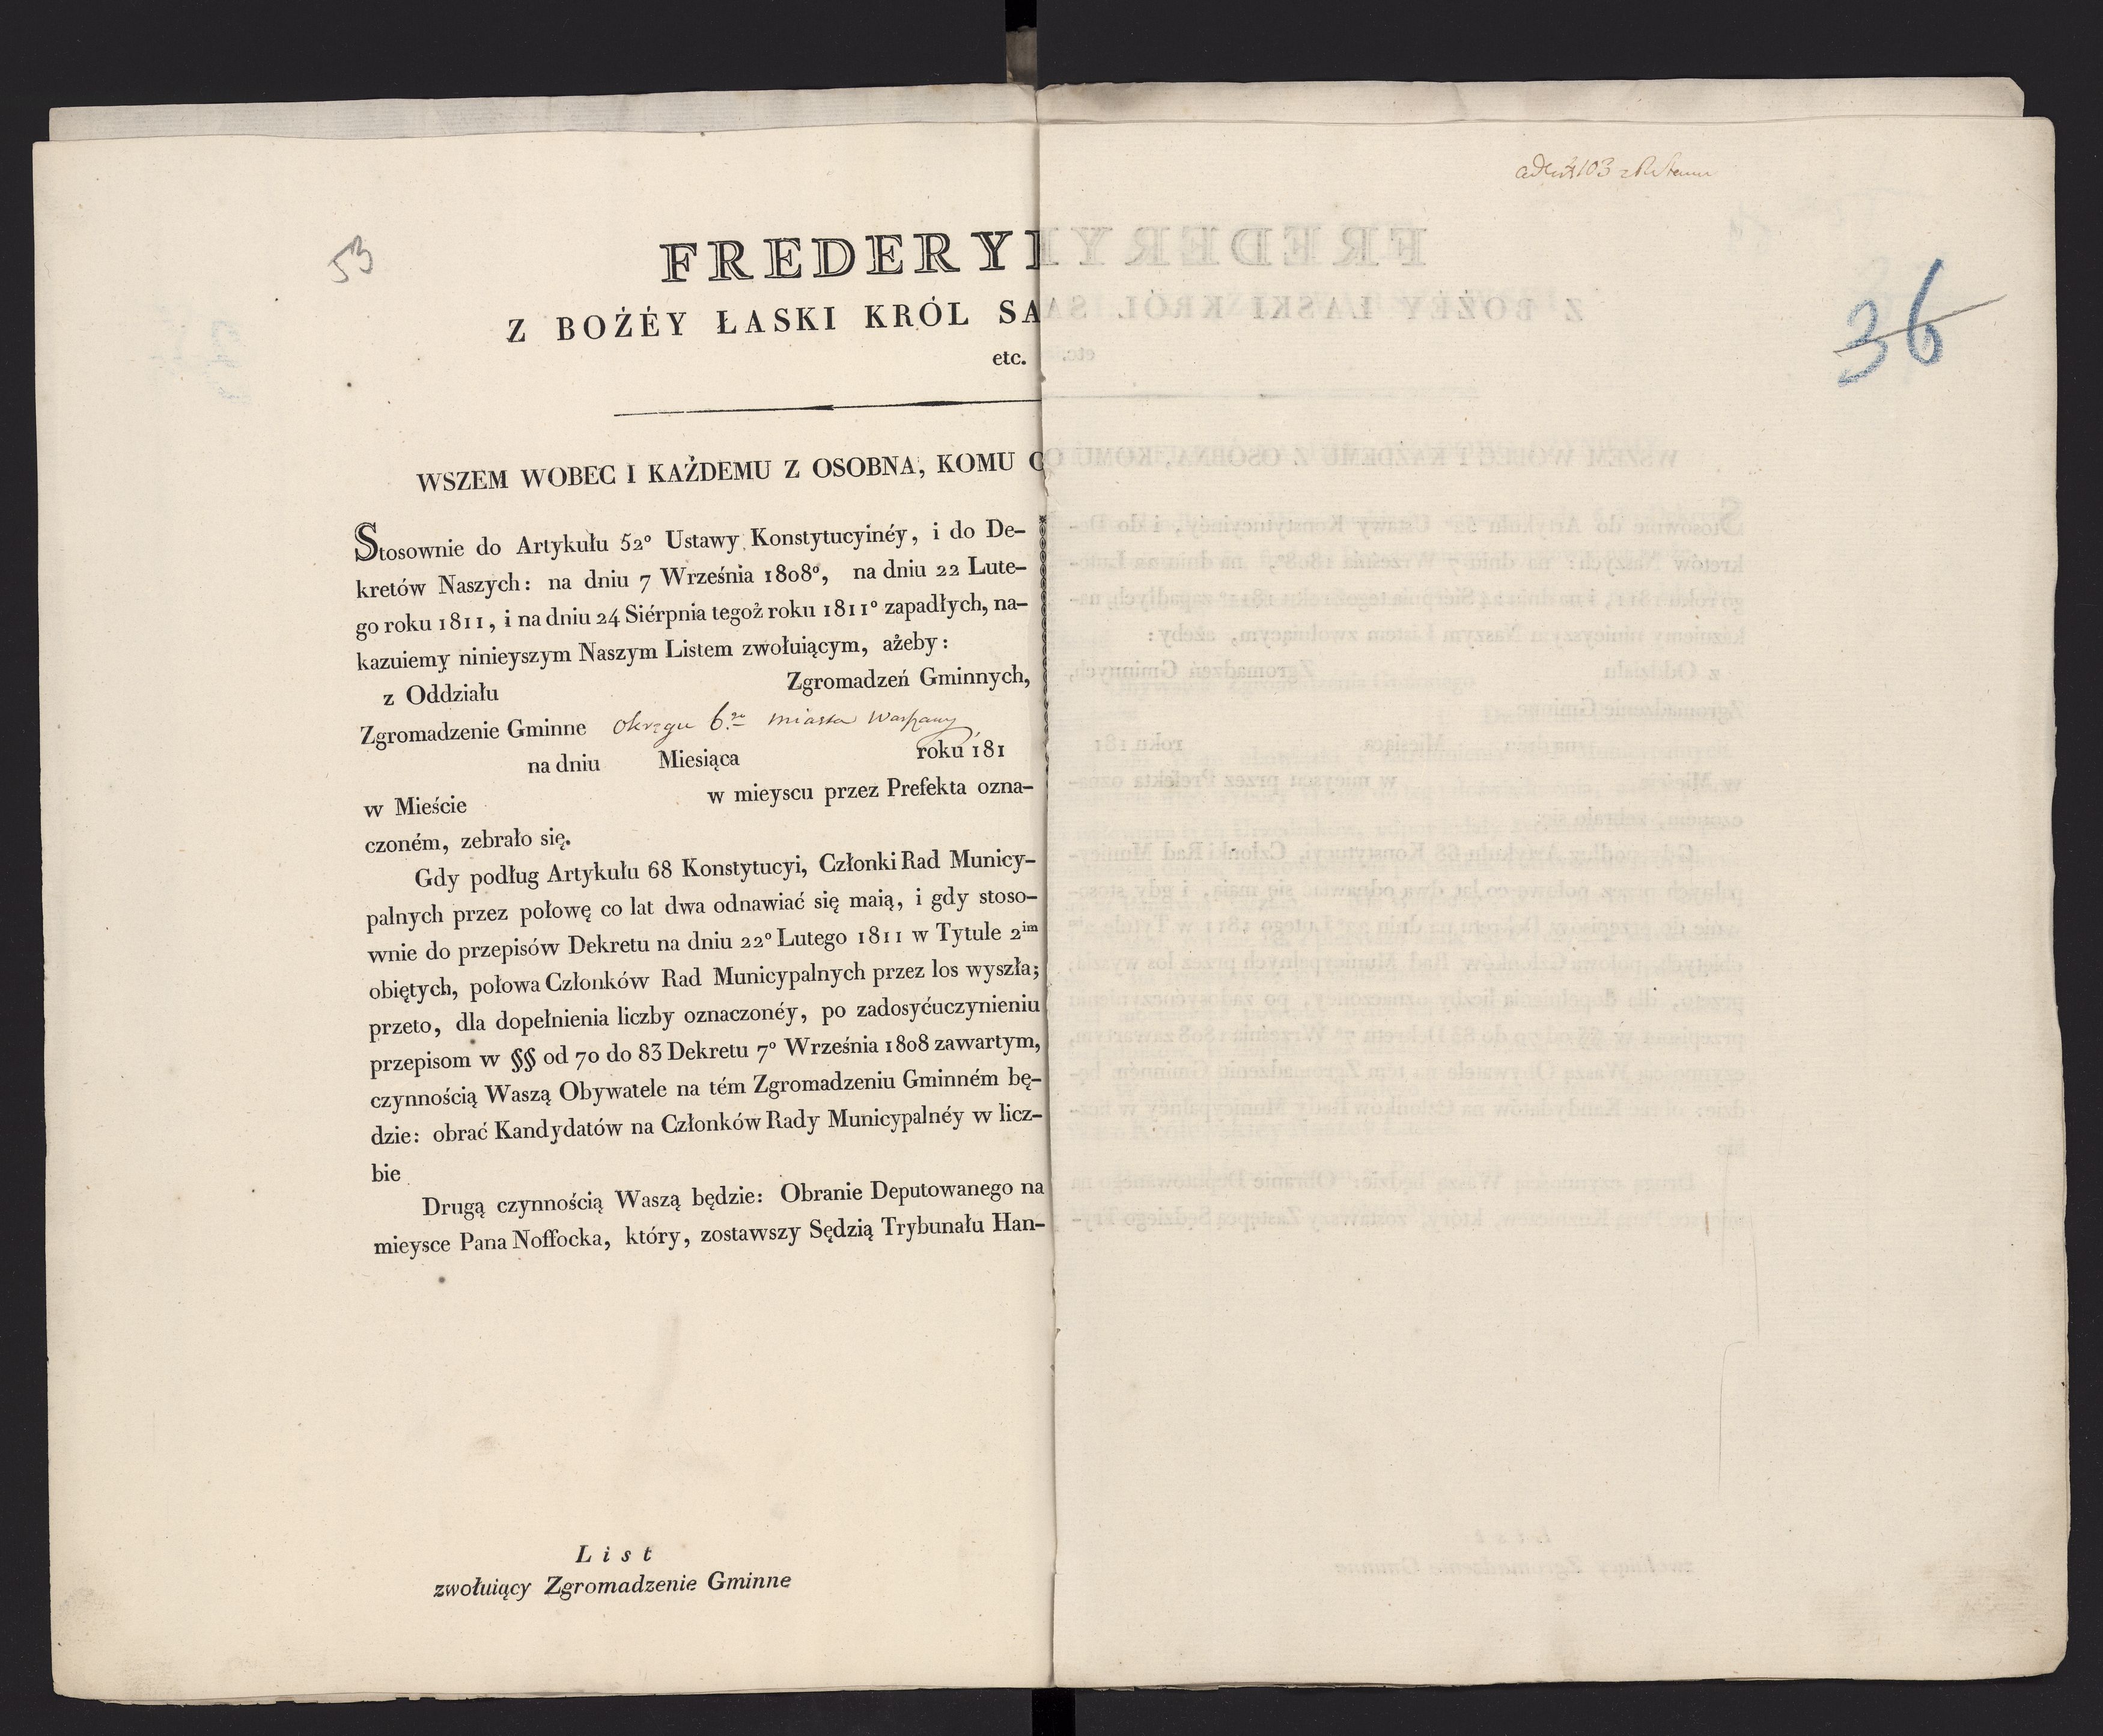 53
FREDERY
Z BOŻÉY ŁASKI KRÓL SA
etc.
WSZEM WOBEC I KAŻDEMU Z OSOBNA, KOMU O
Stosownie do Artykułu 52° Ustawy Konstytucyinéy, i do De-
kretów Naszych: na dniu 7 Września 1808°, na dniu 22 Lute-
go roku 1811, i na dniu 24 Siérpnia tegoż roku 1811° zapadłych, na-
kazuiemy ninieyszym Naszym Listem zwołuiącym, ażeby:
z Oddziału Zgromadzeń Gminnych,
Zgromadzenie Gminne okręgu 6.go miasta Warszawy
na dniu Miesiąca roku 181
w Mieście w mieyscu przez Prefekta ozna-
czoném, zebrało się.
Gdy podług Artykułu 68 Konstytucyi, Członki Rad Municy-
palnych przez połowę co lat dwa odnawiać się maią, i gdy stoso-
wnie do przepisów Dekretu na dniu 22° Lutego 1811 w Tytule 2im
obiętych, połowa Członków Rad Municypalnych przez los wyszła;
przeto, dla dopełnienia liczby oznaczonéy, po zadosyćuczynieniu
przepisom w §§ od 70 do 83 Dekretu 7° Września 1808 zawartym,
czynnością Waszą Obywatele na tém Zgromadzeniu Gminném bę-
dzie: obrać Kandydatów na Członków Rady Municypalnéy w licz-
bie
Drugą czynnością Waszą będzie: Obranie Deputowanego na
mieysce Pana Noffocka, który, zostawszy Sędzią Trybunału Han-
List
zwołuiący Zgromadzenie Gminne
103
36